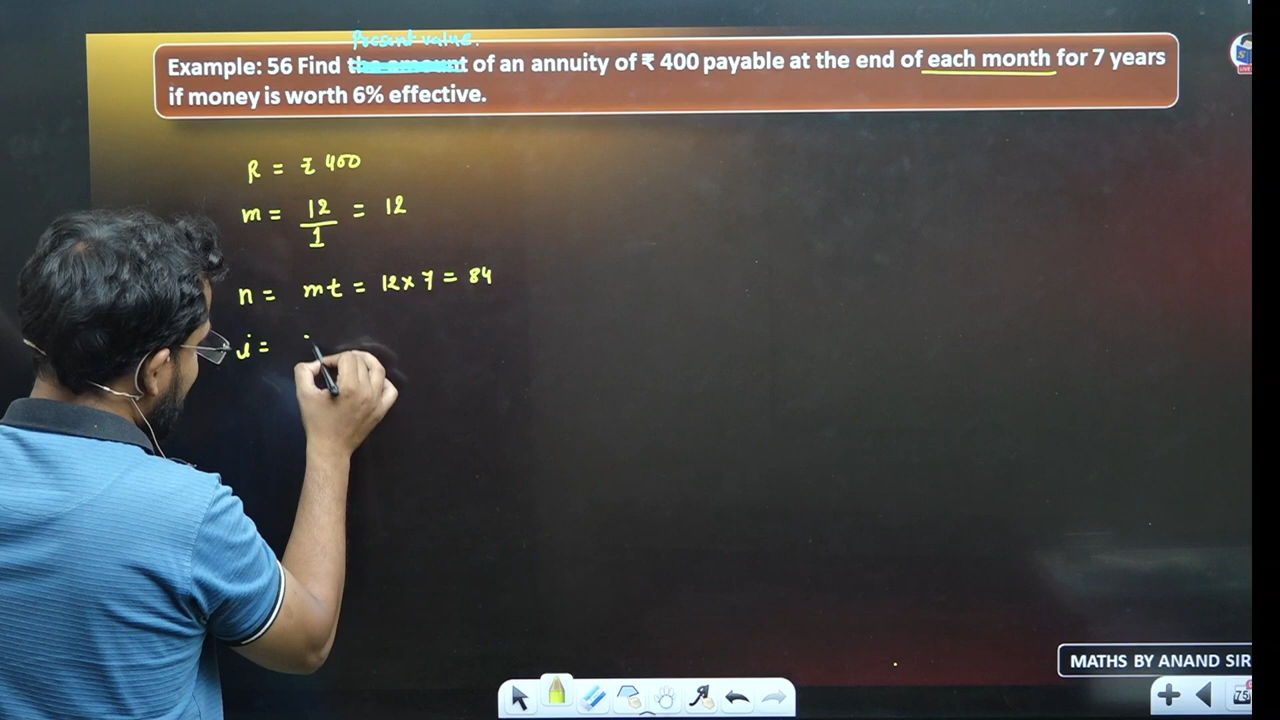 Present value.
Example: 56 Find the amount of an annuity of ₹ 400 payable at the end of each month for 7 years
if money is worth 6% effective.
R = ₹ 400
m = 12/1 = 12
n = mt = 12 × 7 = 84
i =
MATHS BY ANAND SIR